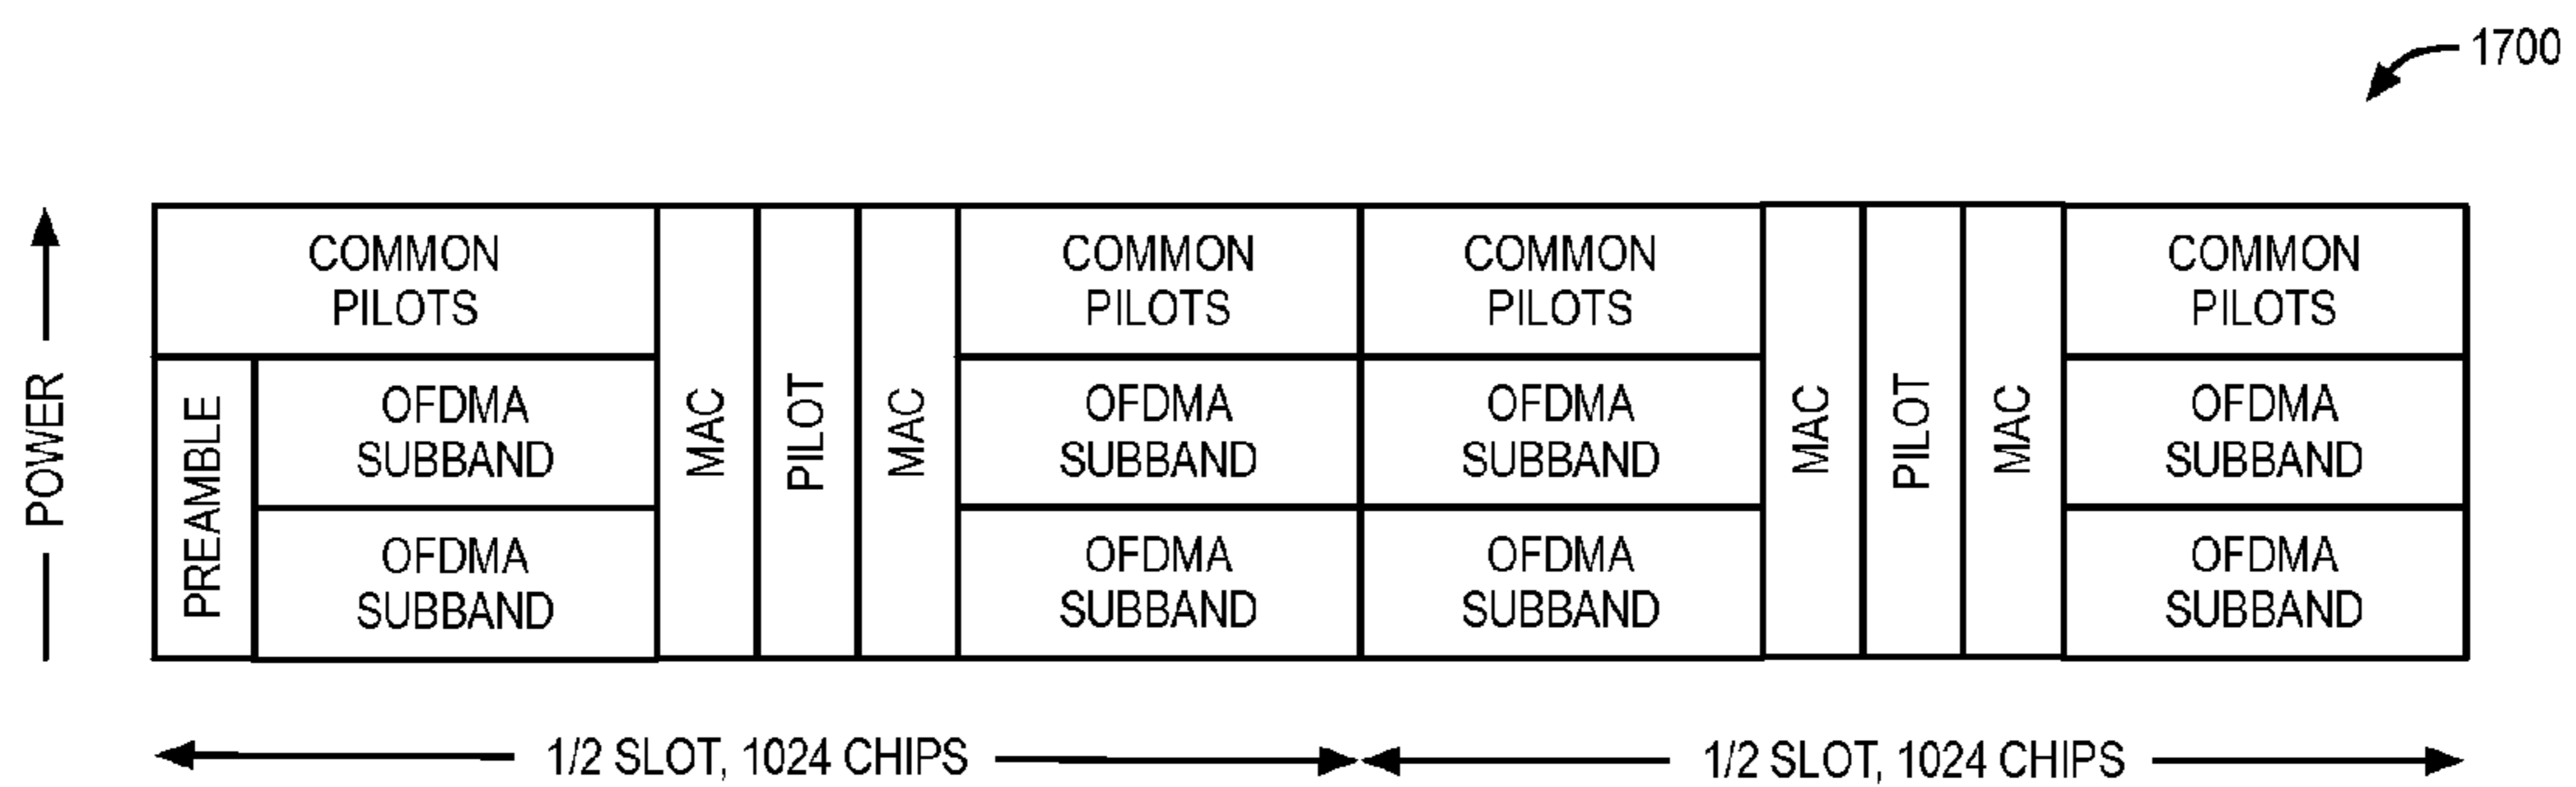 1700
POWER
COMMON
PILOTS
PREAMBLE
OFDMA
SUBBAND
OFDMA
SUBBAND
MAC
PILOT
MAC
COMMON
PILOTS
OFDMA
SUBBAND
OFDMA
SUBBAND
COMMON
PILOTS
OFDMA
SUBBAND
OFDMA
SUBBAND
MAC
PILOT
MAC
COMMON
PILOTS
OFDMA
SUBBAND
OFDMA
SUBBAND
1/2 SLOT, 1024 CHIPS
1/2 SLOT, 1024 CHIPS